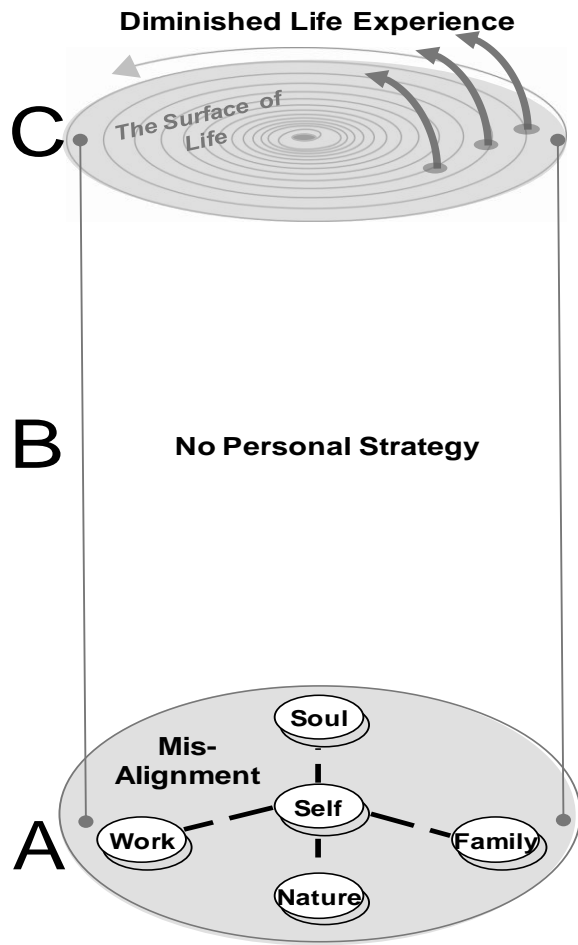 Diminished Life Experience
C
The Surface of
Life
B
No Personal Strategy
A
Soul
Mis-
Alignment
Self
Work
Family
Nature